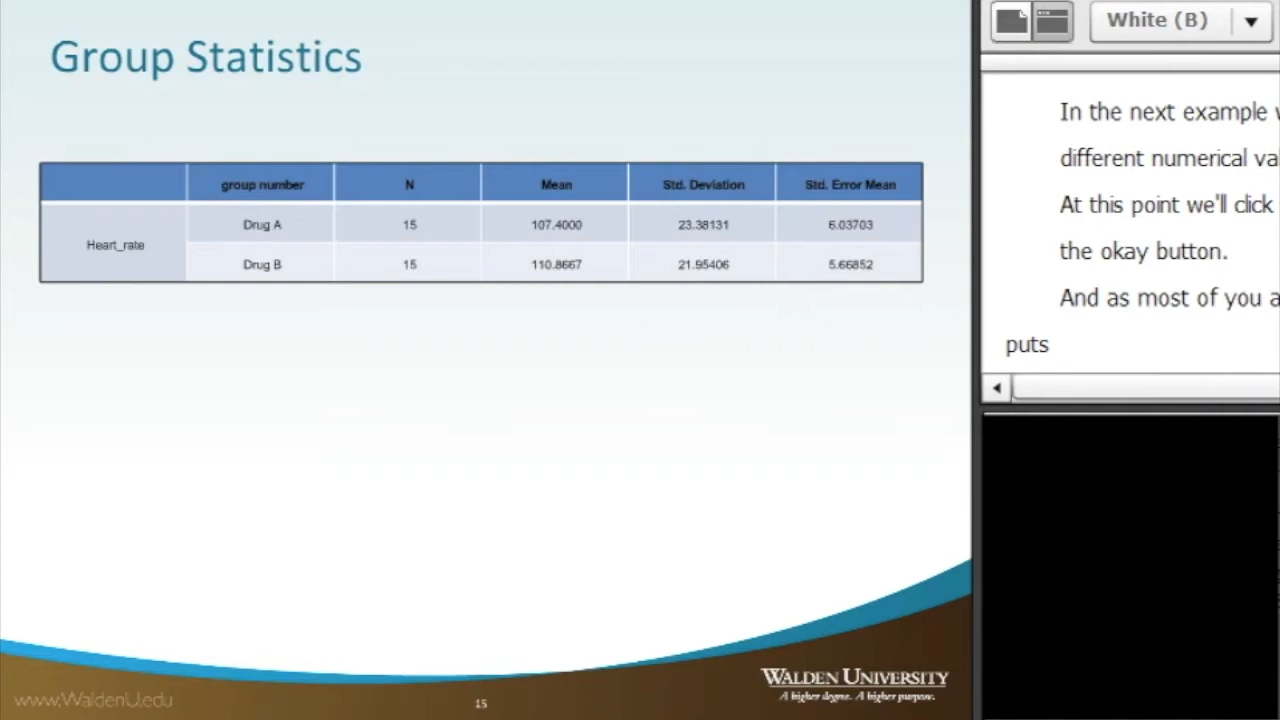 Group Statistics
group number N Mean Std. Deviation Std. Error Mean
Heart_rate
Drug A 15 107.4000 23.38131 6.03703
Drug B 15 110.8667 21.95406 5.66852
www.WaldenU.edu
15
WALDEN UNIVERSITY
A higher degree. A higher purpose.
White (B)
In the next example
different numerical va
At this point we'll click
the okay button.
And as most of you a
puts